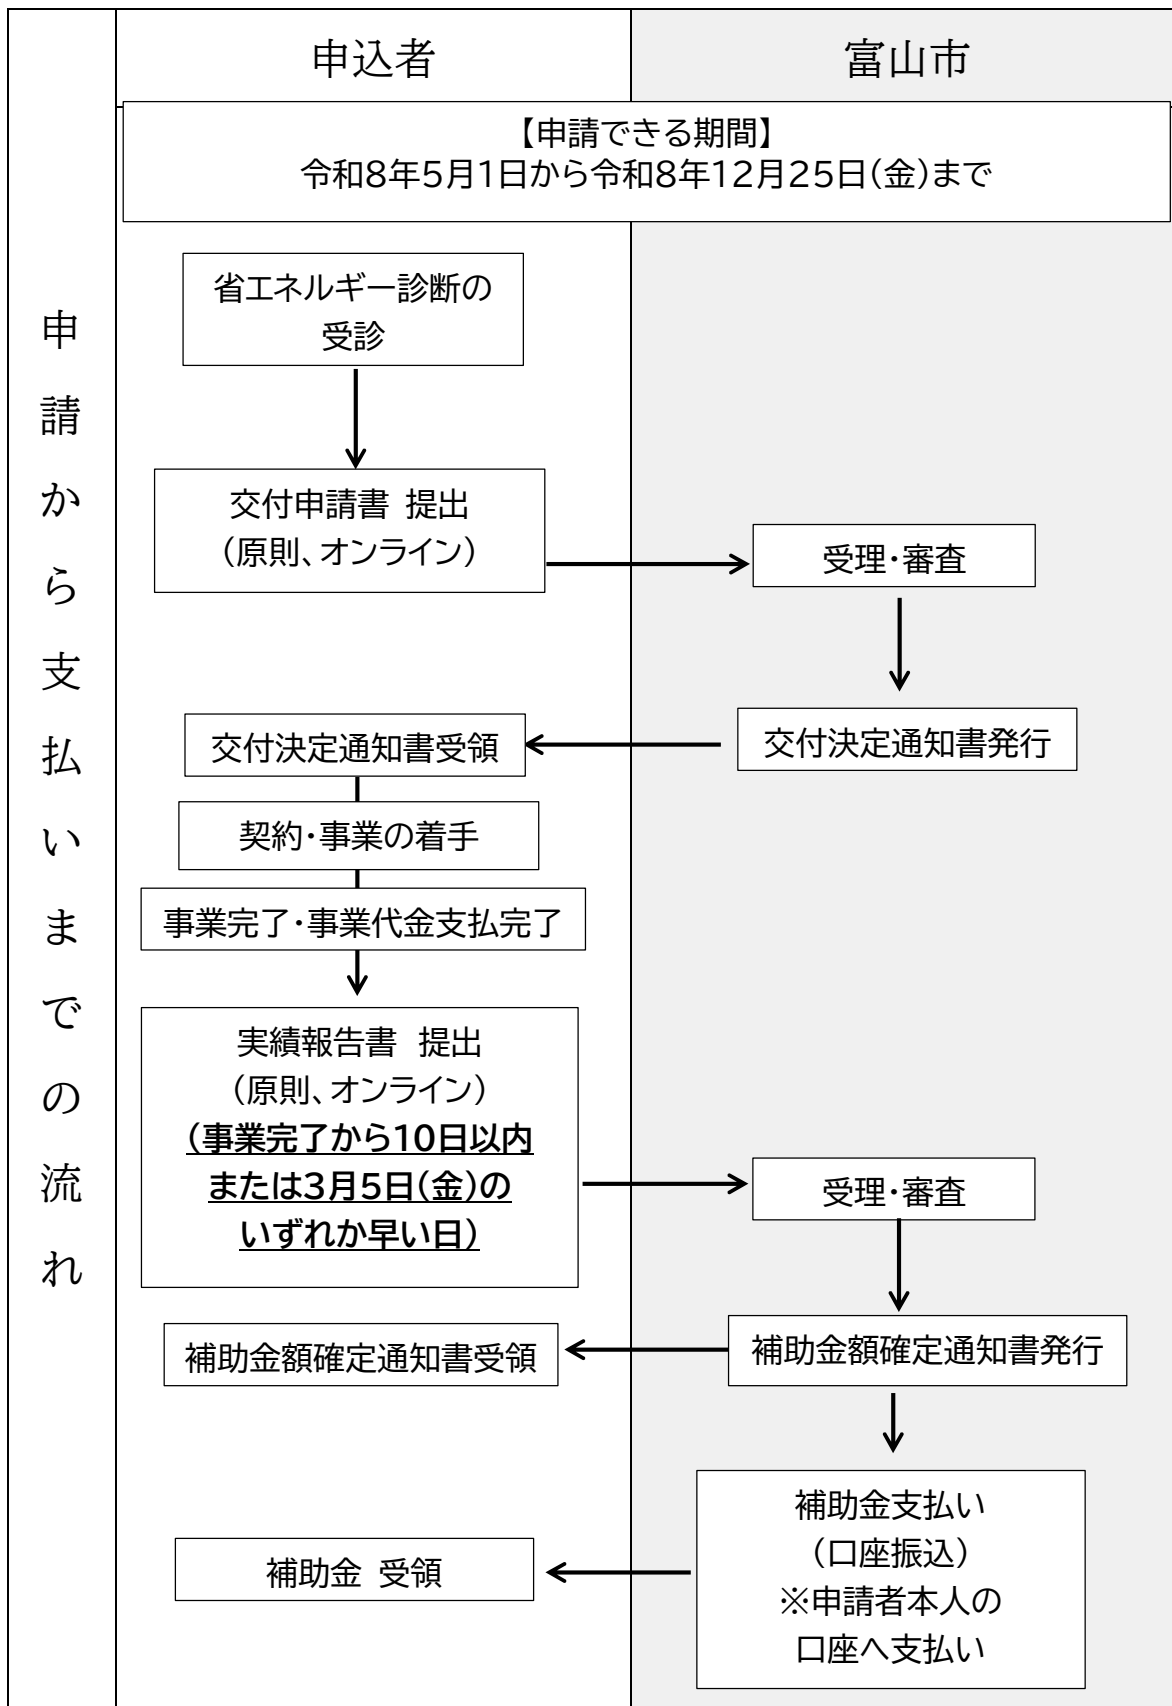 申込者
富山市
【申請できる期間】
令和8年5月1日から令和8年12月25日(金)まで
申請から支払いまでの流れ
省エネルギー診断の
受診
交付申請書 提出
(原則、オンライン)
受理・審査
交付決定通知書発行
交付決定通知書受領
契約・事業の着手
事業完了・事業代金支払完了
実績報告書 提出
(原則、オンライン)
(事業完了から10日以内
または3月5日(金)の
いずれか早い日)
受理・審査
補助金額確定通知書発行
補助金額確定通知書受領
補助金支払い
(口座振込)
※申請者本人の
口座へ支払い
補助金 受領